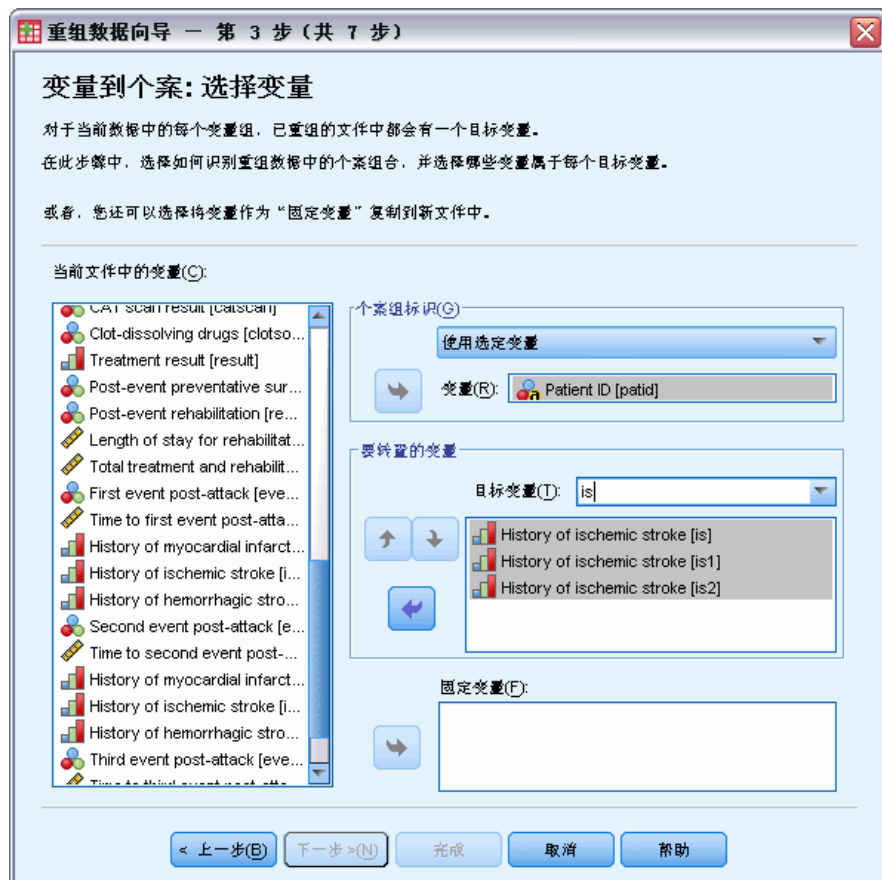 重组数据向导 － 第 3 步（共 7 步）
变量到个案: 选择变量
对于当前数据中的每个变量组，已重组的文件中都会有一个目标变量。
在此步骤中，选择如何识别重组数据中的个案组合，并选择哪些变量属于每个目标变量。
或者，您还可以选择将变量作为“固定变量”复制到新文件中。
当前文件中的变量(C):
CAT scan result [catscan]
Clot-dissolving drugs [clotso...
Treatment result [result]
Post-event preventative sur...
Post-event rehabilitation [re...
Length of stay for rehabilitat...
Total treatment and rehabilit...
First event post-attack [eve...
Time to first event post-atta...
History of myocardial infarct...
History of ischemic stroke [i...
History of hemorrhagic stro...
Second event post-attack [e...
Time to second event post-...
History of myocardial infarct...
History of ischemic stroke [i...
History of hemorrhagic stro...
Third event post-attack [eve...
Time to third event post-atta...
个案组标识(G)
使用选定变量
变量(R):
Patient ID [patid]
要转置的变量
目标变量(T):
is
History of ischemic stroke [is]
History of ischemic stroke [is1]
History of ischemic stroke [is2]
固定变量(F):
< 上一步(B)
下一步 >(N)
完成
取消
帮助